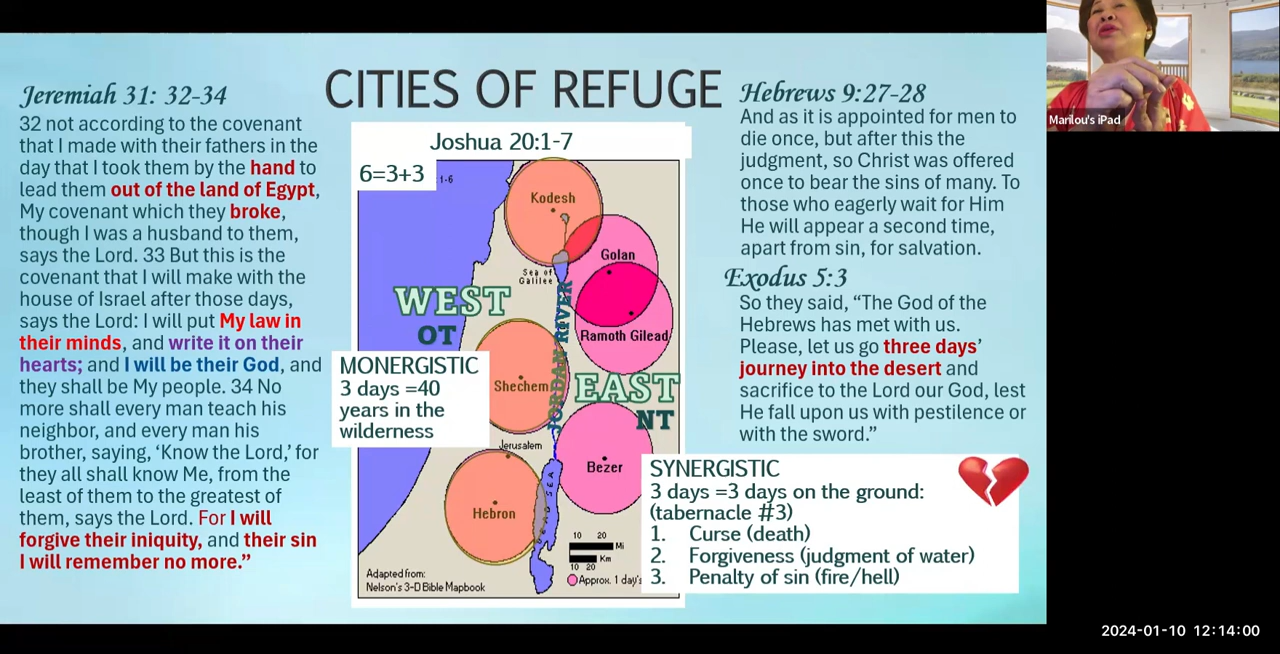 CITIES OF REFUGE
Jeremiah 31: 32-34
32 not according to the covenant
that I made with their fathers in the
day that I took them by the hand to
lead them out of the land of Egypt,
My covenant which they broke,
though I was a husband to them,
says the Lord. 33 But this is the
covenant that I will make with the
house of Israel after those days,
says the Lord: I will put My law in
their minds, and write it on their
hearts; and I will be their God, and
they shall be My people. 34 No
more shall every man teach his
neighbor, and every man his
brother, saying, ‘Know the Lord,’ for
they all shall know Me, from the
least of them to the greatest of
them, says the Lord. For I will
forgive their iniquity, and their sin
I will remember no more.”
Joshua 20:1-7
6=3+3
1-6
Kodesh
Golan
Sea of
Galilee
WEST
OT
JORDAN RIVER
Ramoth Gilead
MONERGISTIC
3 days =40
years in the
wilderness
Shechem
EAST
NT
Jerusalem
Bezer
Hebron
DEAD SEA
10 20
Mi
Km
10 20
Approx. 1 day's
Adapted from:
Nelson's 3-D Bible Mapbook
Hebrews 9:27-28
And as it is appointed for men to
die once, but after this the
judgment, so Christ was offered
once to bear the sins of many. To
those who eagerly wait for Him
He will appear a second time,
apart from sin, for salvation.
Exodus 5:3
So they said, “The God of the
Hebrews has met with us.
Please, let us go three days’
journey into the desert and
sacrifice to the Lord our God, lest
He fall upon us with pestilence or
with the sword.”
SYNERGISTIC
3 days =3 days on the ground:
(tabernacle #3)
1. Curse (death)
2. Forgiveness (judgment of water)
3. Penalty of sin (fire/hell)
Marilou's iPad
2024-01-10 12:14:00